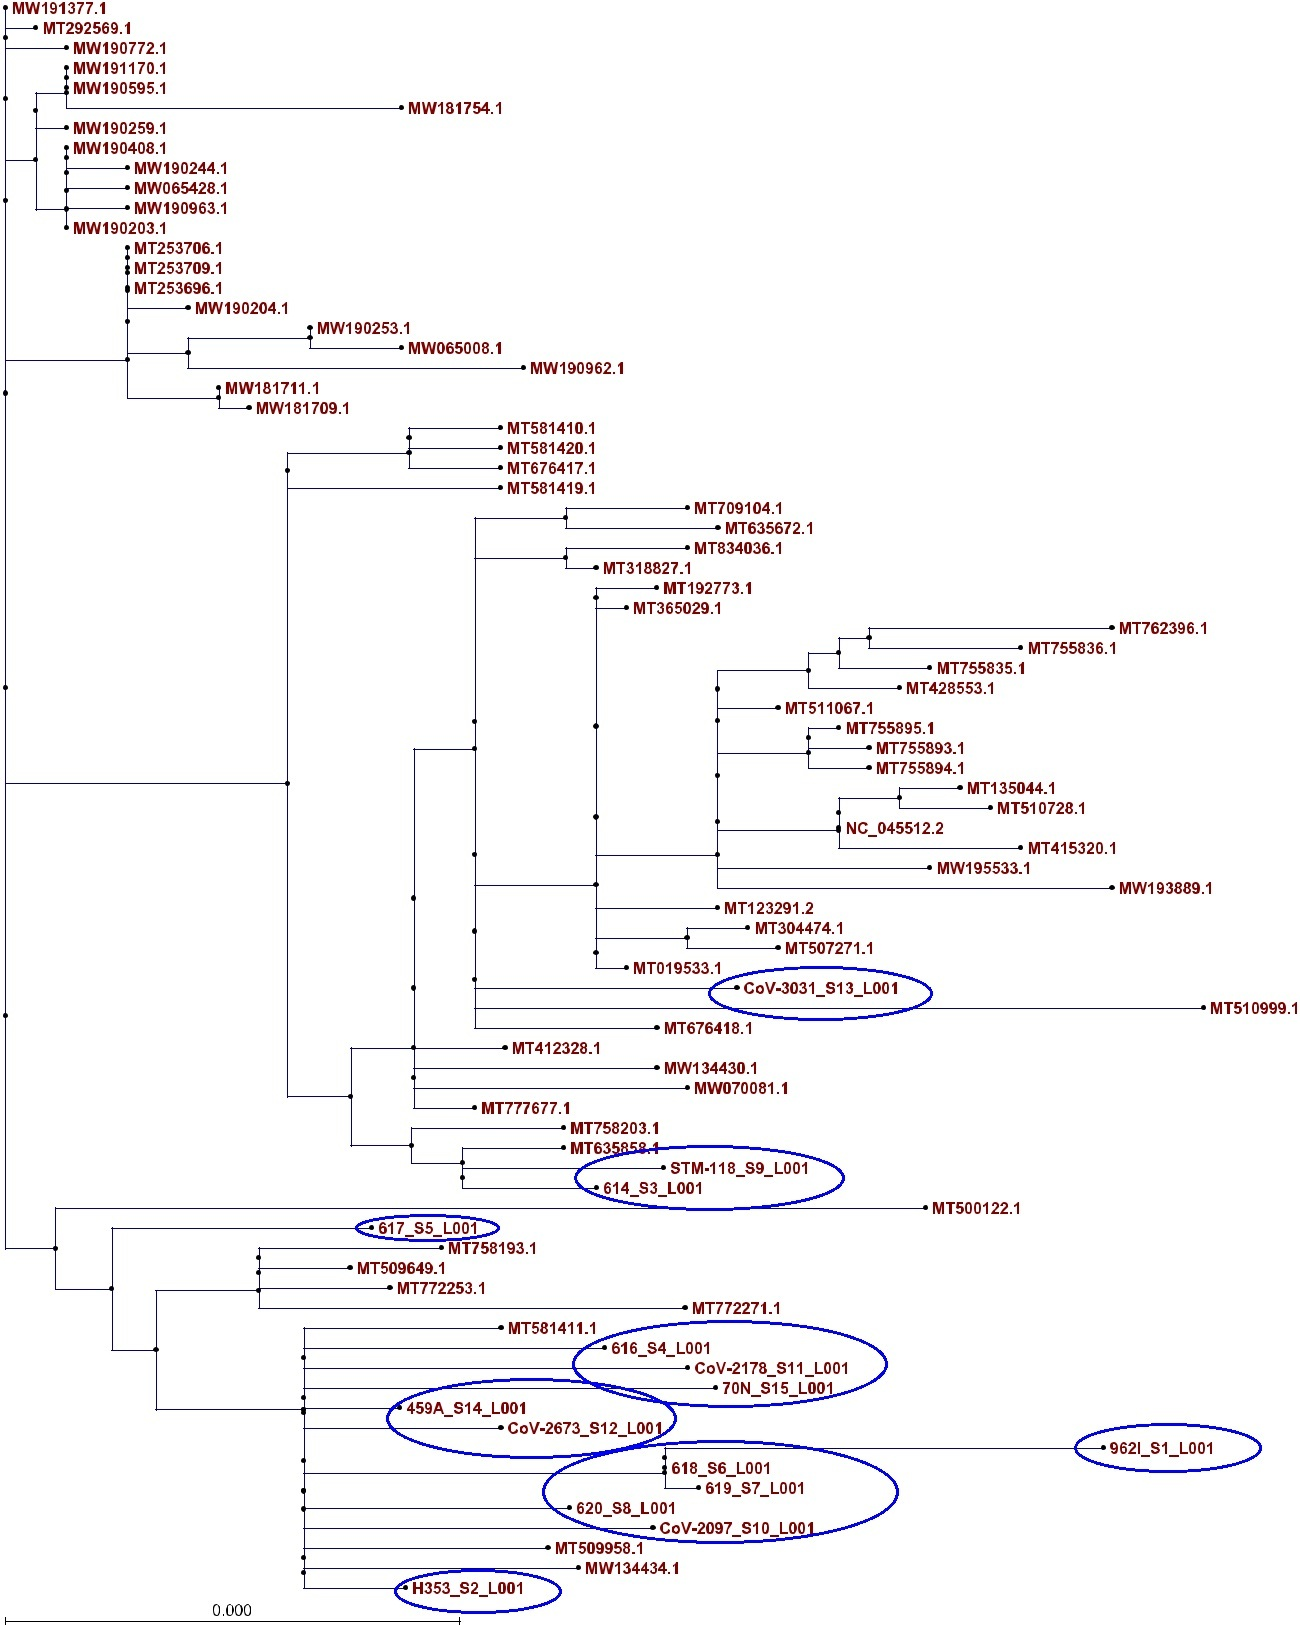 MW191377.1
MT292569.1
MW190772.1
MW191170.1
MW190595.1
MW181754.1
MW190259.1
MW190408.1
MW190244.1
MW065428.1
MW190963.1
MW190203.1
MT253706.1
MT253709.1
MT253696.1
MW190204.1
MW190253.1
MW065008.1
MW190962.1
MW181711.1
MW181709.1
MT581410.1
MT581420.1
MT676417.1
MT581419.1
MT709104.1
MT635672.1
MT834036.1
MT318827.1
MT192773.1
MT365029.1
MT762396.1
MT755836.1
MT755835.1
MT428553.1
MT511067.1
MT755895.1
MT755893.1
MT755894.1
MT135044.1
MT510728.1
NC_045512.2
MT415320.1
MW195533.1
MW193889.1
MT123291.2
MT304474.1
MT507271.1
MT019533.1
CoV-3031_S13_L001
MT510999.1
MT676418.1
MT412328.1
MW134430.1
MW070081.1
MT777677.1
MT758203.1
MT635858.1
STM-118_S9_L001
614_S3_L001
MT500122.1
617_S5_L001
MT758193.1
MT509649.1
MT772253.1
MT772271.1
MT581411.1
616_S4_L001
CoV-2178_S11_L001
70N_S15_L001
459A_S14_L001
CoV-2673_S12_L001
962I_S1_L001
618_S6_L001
619_S7_L001
620_S8_L001
CoV-2097_S10_L001
MT509958.1
MW134434.1
H353_S2_L001
0.000